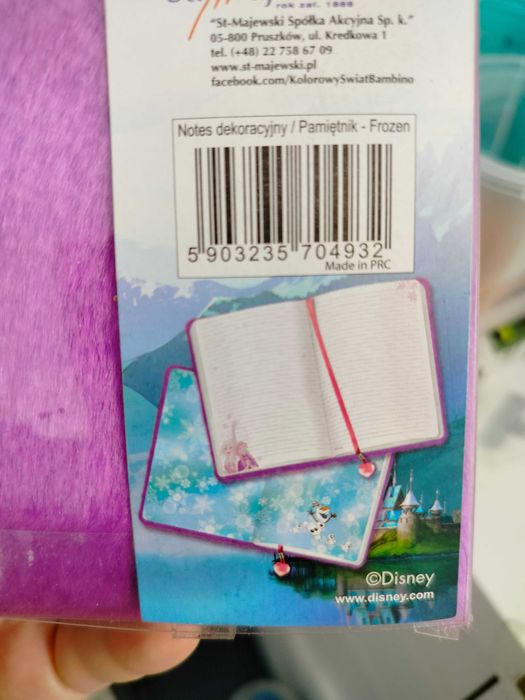 rok zał. 1889
"St-Majewski Spółka Akcyjna Sp. k."
05-800 Pruszków, ul. Kredkowa 1
tel. (+48) 22 758 67 09
www.st-majewski.pl
facebook.com/KolorowySwiatBambino
Notes dekoracyjny / Pamiętnik - Frozen
5 903235 704932
Made in PRC
©Disney
www.disney.com